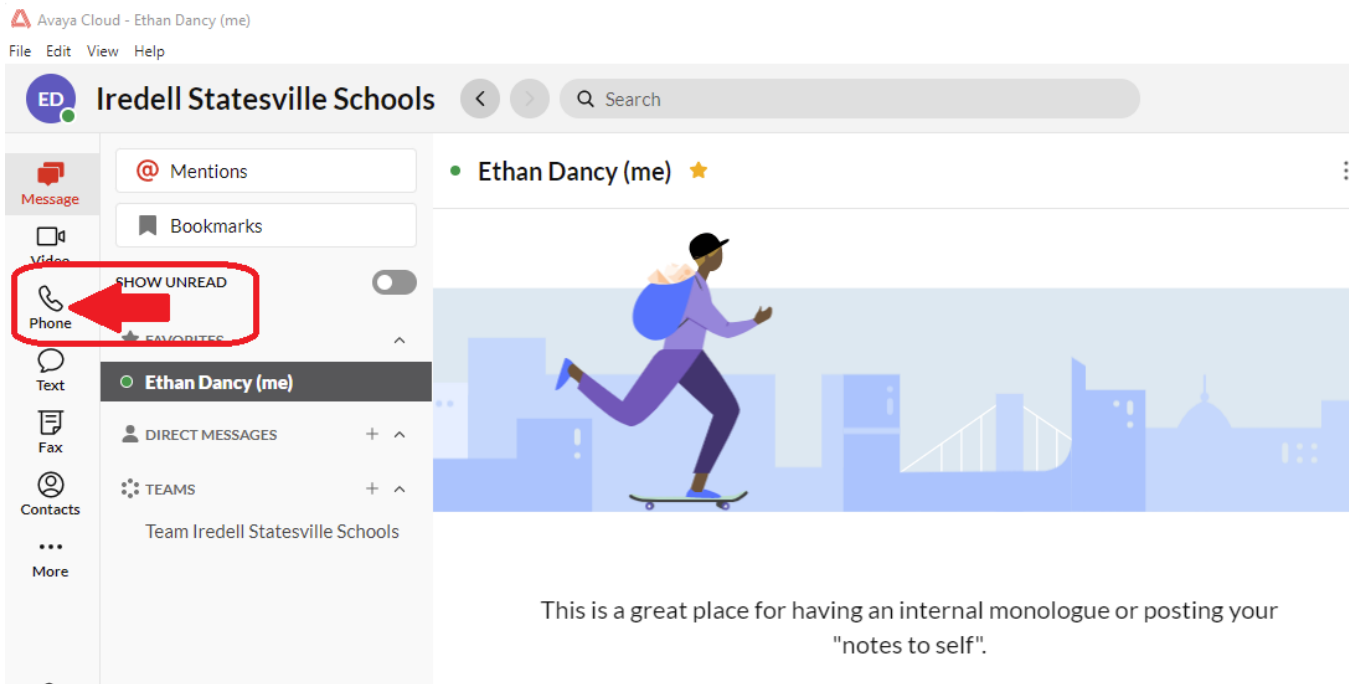 Avaya Cloud - Ethan Dancy (me)
File Edit View Help
ED Iredell Statesville Schools Search
Message
Video
Phone
Text
Fax
Contacts
More
@ Mentions
Bookmarks
SHOW UNREAD
FAVORITES
Ethan Dancy (me)
DIRECT MESSAGES
TEAMS
Team Iredell Statesville Schools
Ethan Dancy (me)
This is a great place for having an internal monologue or posting your
"notes to self".